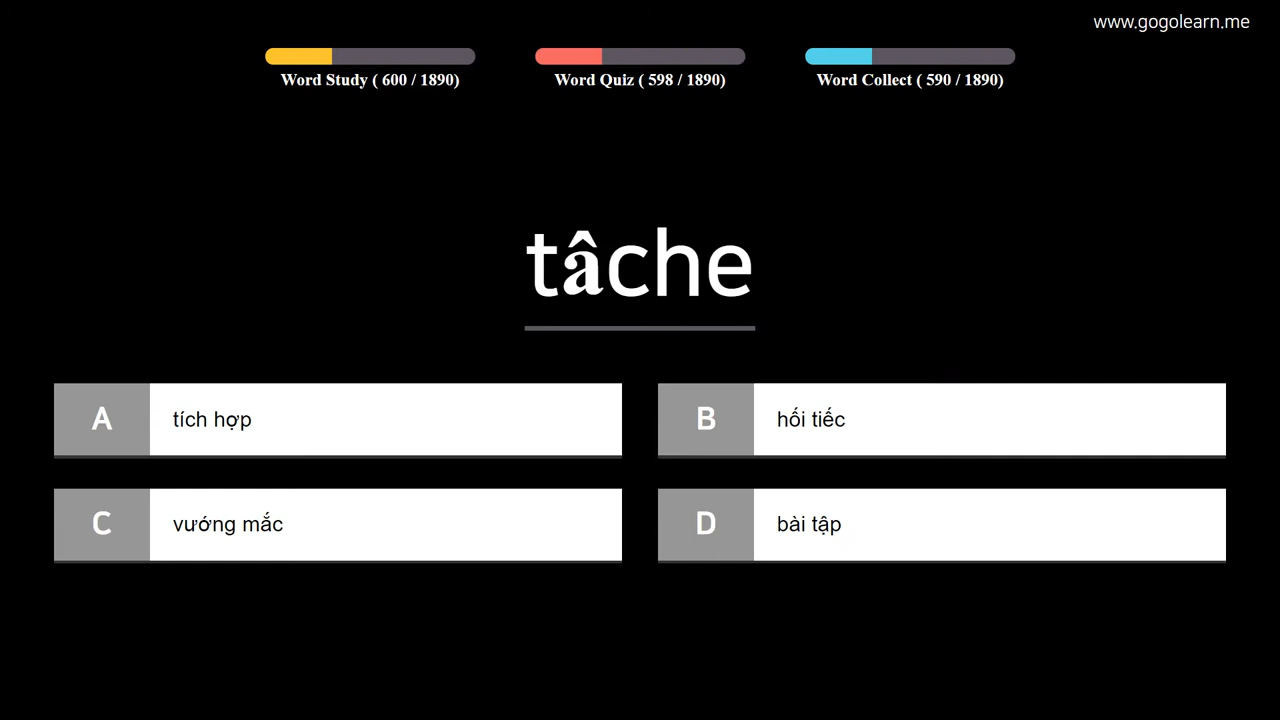 www.gogolearn.me
Word Study ( 600 / 1890)
Word Quiz ( 598 / 1890)
Word Collect ( 590 / 1890)
tâche
A
tích hợp
B
hối tiếc
C
vướng mắc
D
bài tập